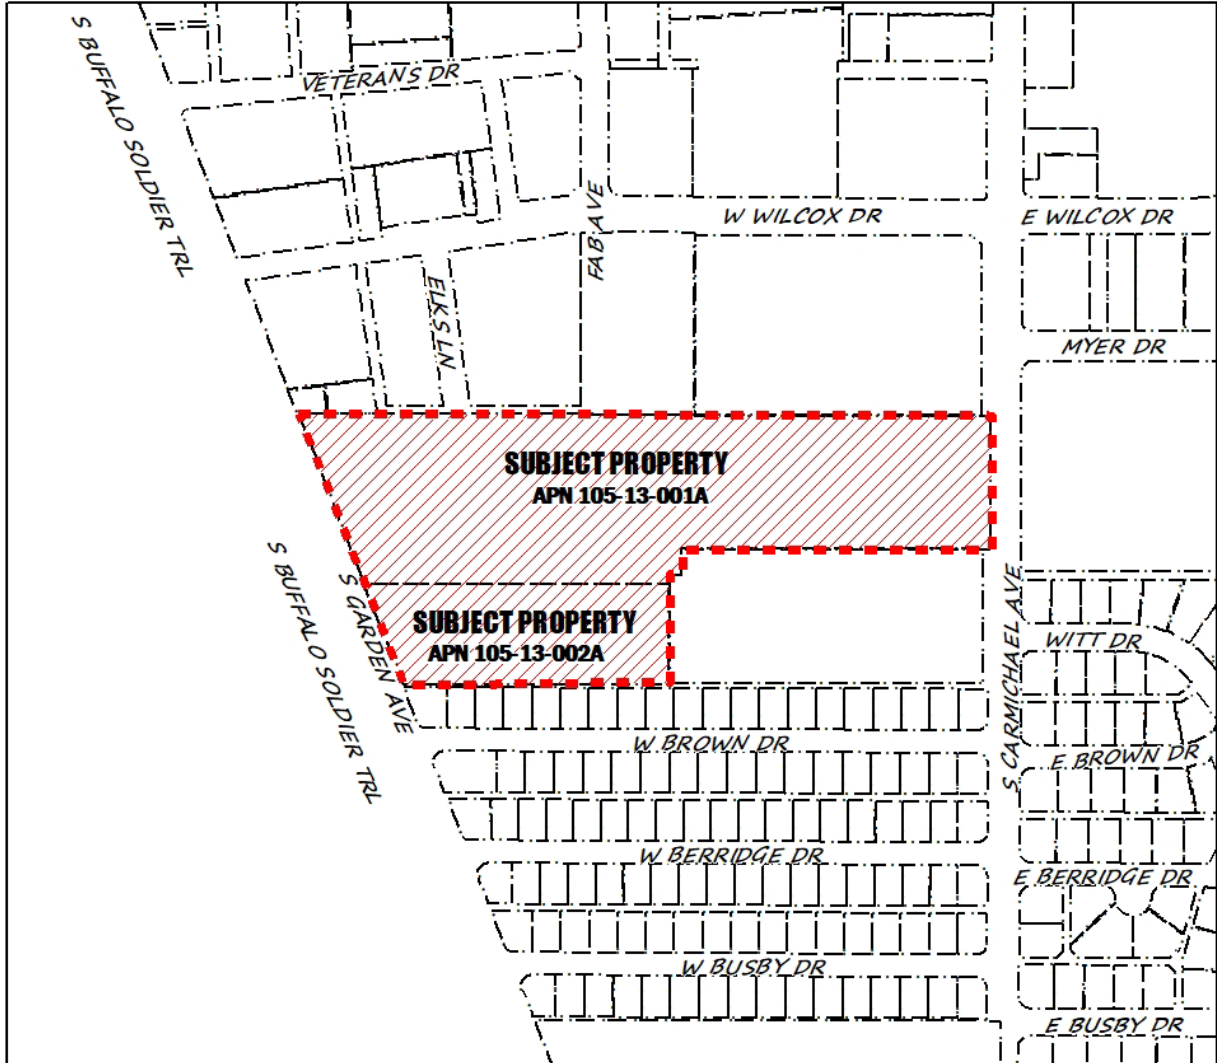 S BUFFALO SOLDIER TRL
VETERANS DR
FAB AVE
W WILCOX DR
E WILCOX DR
ELKS LN
MYER DR
SUBJECT PROPERTY
APN 105-13-001A
S BUFFALO SOLDIER TRL
S GARDEN AVE
SUBJECT PROPERTY
APN 105-13-002A
S CARMICHAEL AVE
WITT DR
W BROWN DR
E BROWN DR
W BERRIDGE DR
E BERRIDGE DR
W BUSBY DR
E BUSBY DR